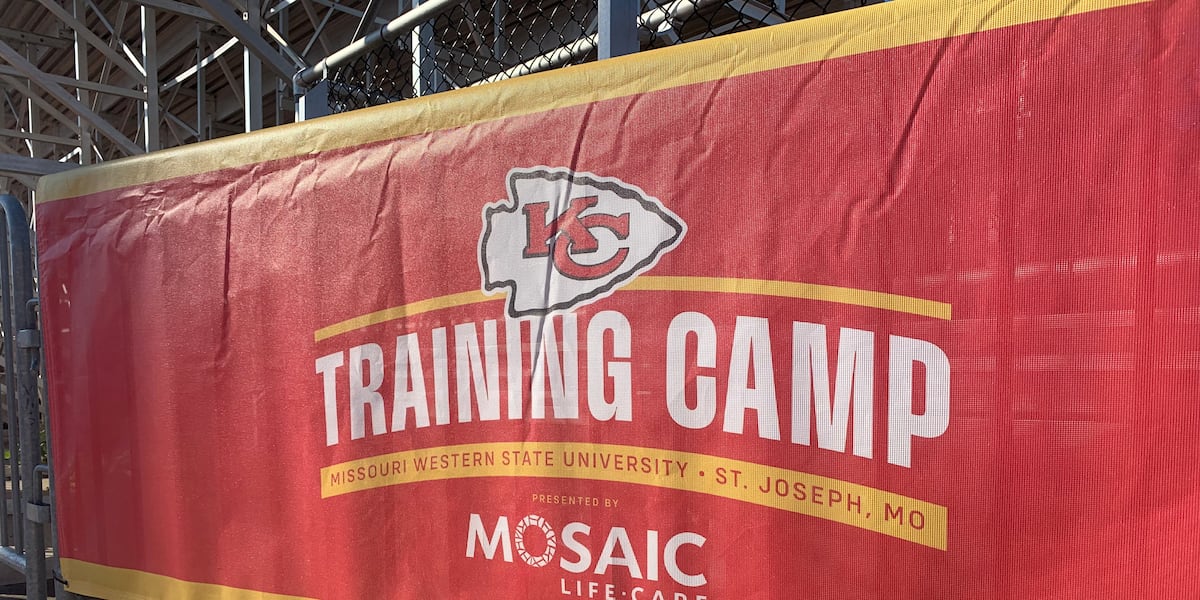 KC
TRAINING CAMP
MISSOURI WESTERN STATE UNIVERSITY • ST. JOSEPH, MO
PRESENTED BY
MOSAIC
LIFE·CARE